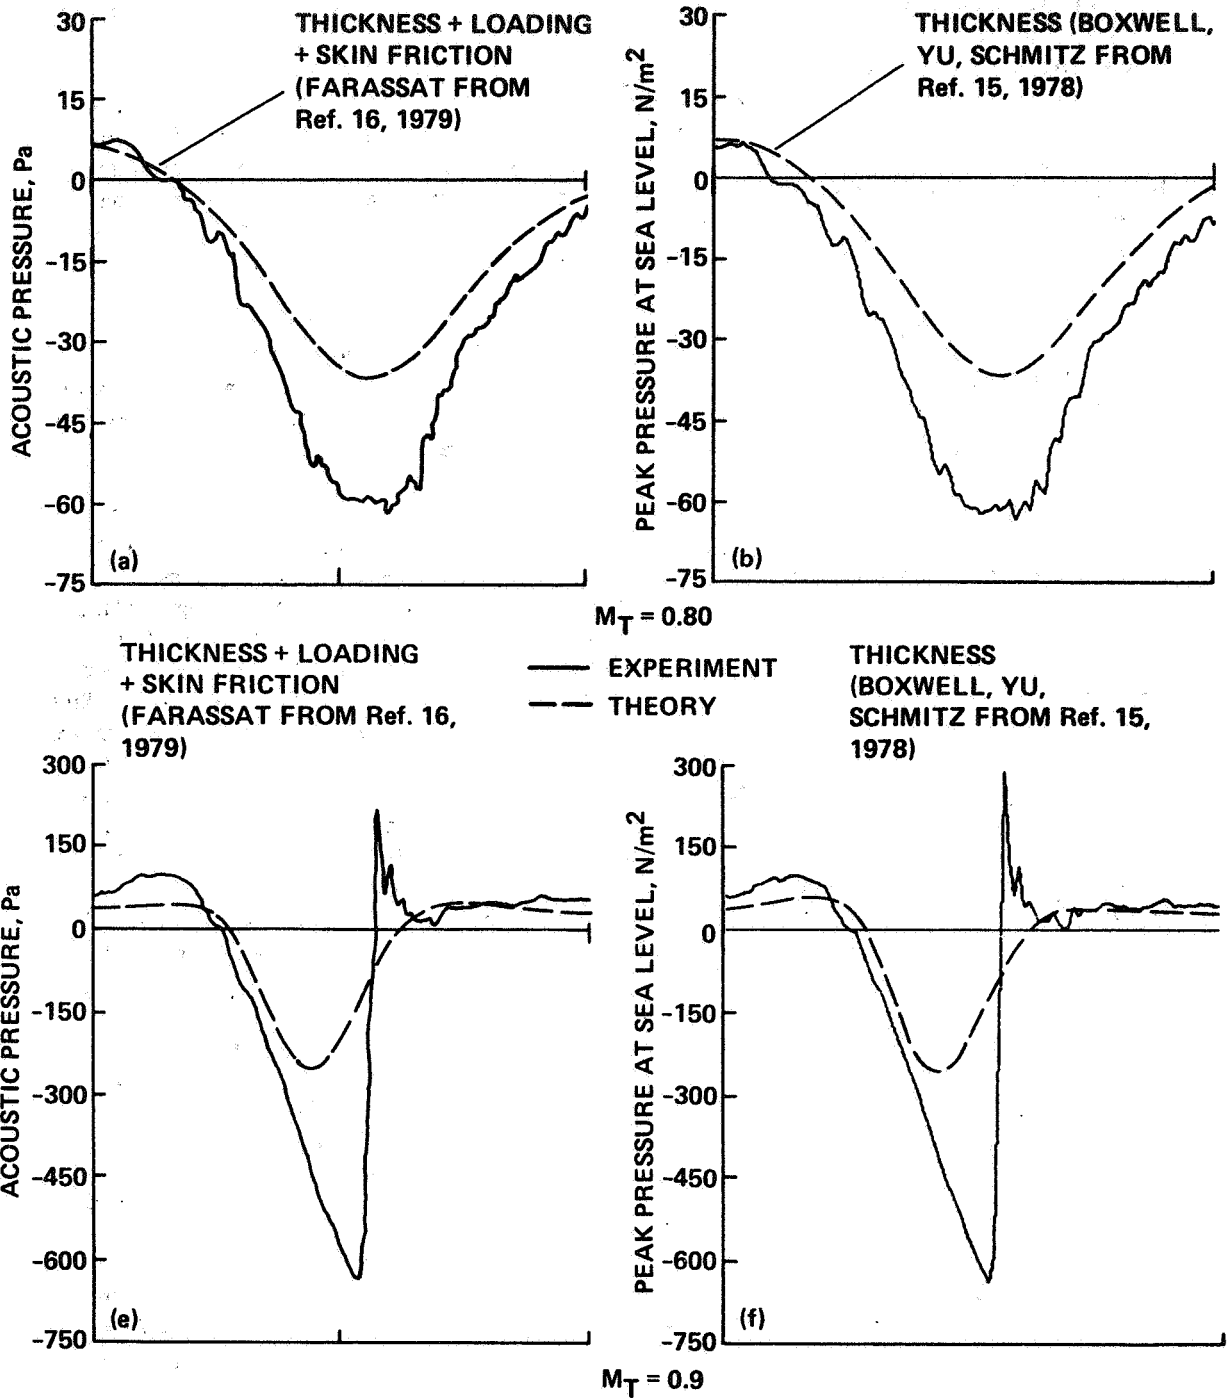 THICKNESS + LOADING
+ SKIN FRICTION
(FARASSAT FROM
Ref. 16, 1979)
ACOUSTIC PRESSURE, Pa
30
15
0
-15
-30
-45
-60
-75
(a)
THICKNESS (BOXWELL,
YU, SCHMITZ FROM
Ref. 15, 1978)
PEAK PRESSURE AT SEA LEVEL, N/m²
30
15
0
-15
-30
-45
-60
-75
(b)
M_T = 0.80
THICKNESS + LOADING
+ SKIN FRICTION
(FARASSAT FROM Ref. 16,
1979)
EXPERIMENT
THEORY
THICKNESS
(BOXWELL, YU,
SCHMITZ FROM Ref. 15,
1978)
ACOUSTIC PRESSURE, Pa
300
150
0
-150
-300
-450
-600
-750
(e)
PEAK PRESSURE AT SEA LEVEL, N/m²
300
150
0
-150
-300
-450
-600
-750
(f)
M_T = 0.9